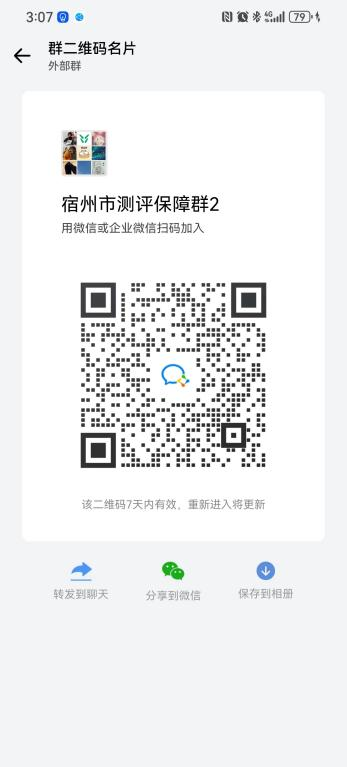 3:07
4G
79
群二维码名片
外部群
宿州市测评保障群2
用微信或企业微信扫码加入
该二维码7天内有效，重新进入将更新
转发到聊天
分享到微信
保存到相册